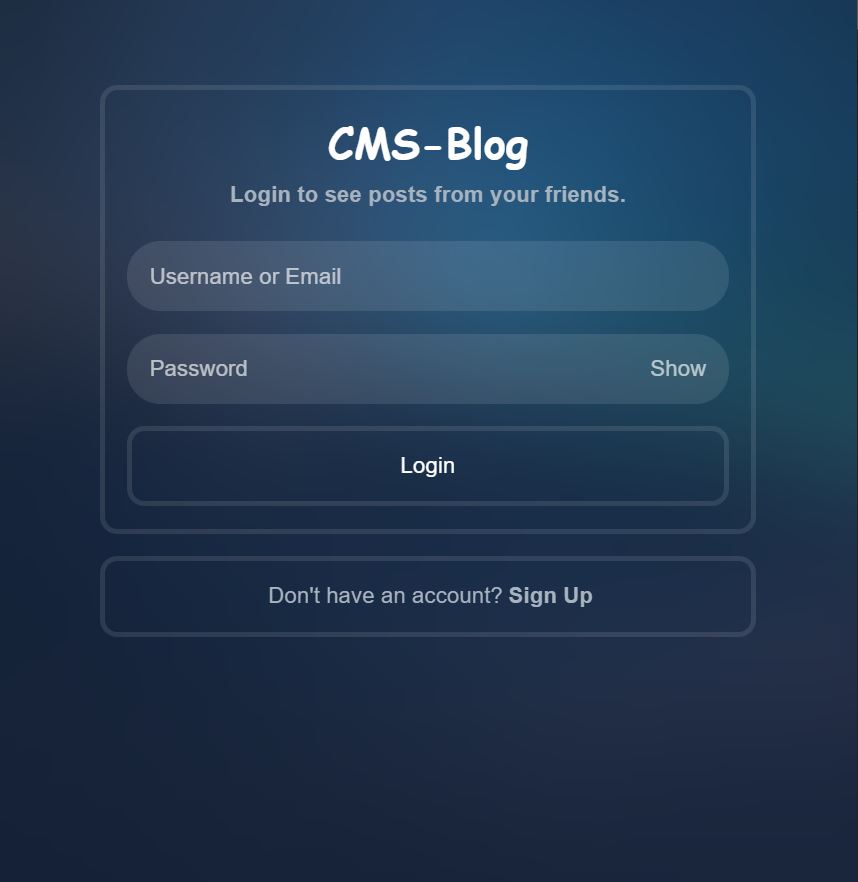 CMS-Blog
Login to see posts from your friends.
Username or Email
Password Show
Login
Don't have an account? Sign Up